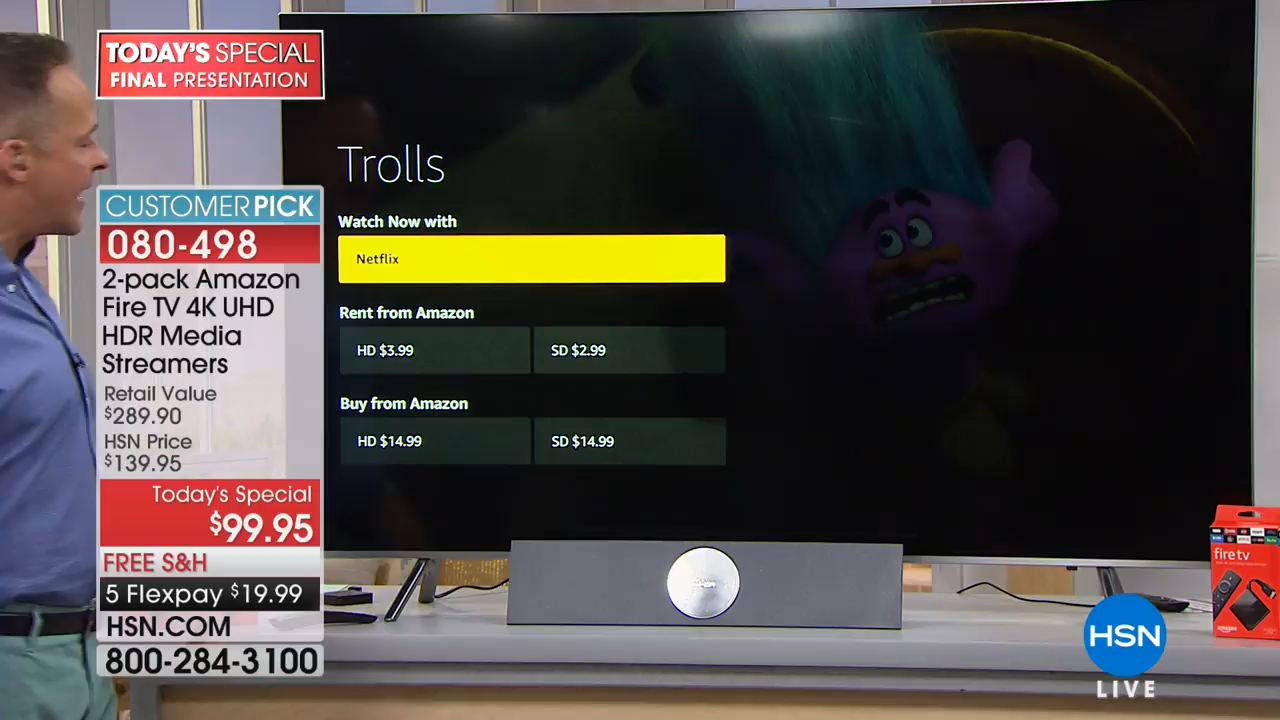 TODAY'S SPECIAL
FINAL PRESENTATION
CUSTOMER PICK
080-498
2-pack Amazon
Fire TV 4K UHD
HDR Media
Streamers
Retail Value
$289.90
HSN Price
$139.95
Today's Special
$99.95
FREE S&H
5 Flexpay $19.99
HSN.COM
800-284-3100
Trolls
Watch Now with
Netflix
Rent from Amazon
HD $3.99
SD $2.99
Buy from Amazon
HD $14.99
SD $14.99
fire tv
amazon
HSN
LIVE